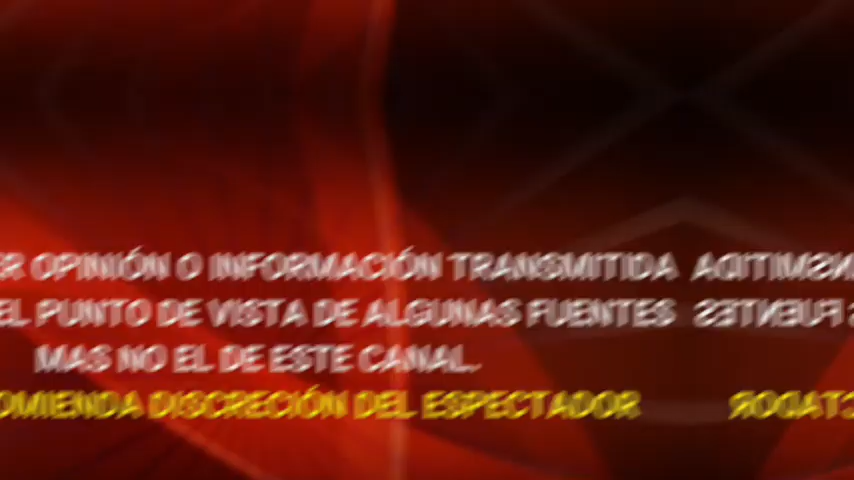 OPINIÓN O INFORMACIÓN TRANSMITIDA
EL PUNTO DE VISTA DE ALGUNAS FUENTES
MAS NO EL DE ESTE CANAL.
DISCRECIÓN DEL ESPECTADOR